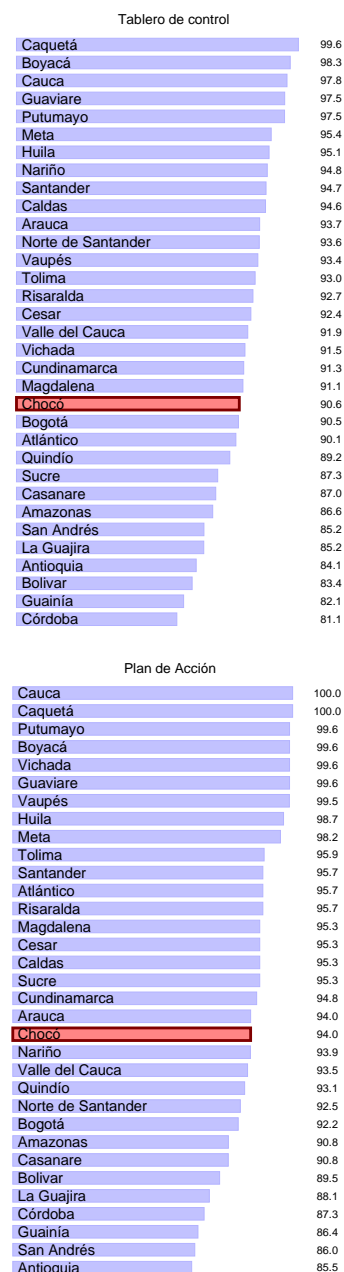 Tablero de control
Caquetá 99.6
Boyacá 98.3
Cauca 97.8
Guaviare 97.5
Putumayo 97.5
Meta 95.4
Huila 95.1
Nariño 94.8
Santander 94.7
Caldas 94.6
Arauca 93.7
Norte de Santander 93.6
Vaupés 93.4
Tolima 93.0
Risaralda 92.7
Cesar 92.4
Valle del Cauca 91.9
Vichada 91.5
Cundinamarca 91.3
Magdalena 91.1
Chocó 90.6
Bogotá 90.5
Atlántico 90.1
Quindío 89.2
Sucre 87.3
Casanare 87.0
Amazonas 86.6
San Andrés 85.2
La Guajira 85.2
Antioquia 84.1
Bolivar 83.4
Guainía 82.1
Córdoba 81.1
Plan de Acción
Cauca 100.0
Caquetá 100.0
Putumayo 99.6
Boyacá 99.6
Vichada 99.6
Guaviare 99.6
Vaupés 99.5
Huila 98.7
Meta 98.2
Tolima 95.9
Santander 95.7
Atlántico 95.7
Risaralda 95.7
Magdalena 95.3
Cesar 95.3
Caldas 95.3
Sucre 95.3
Cundinamarca 94.8
Arauca 94.0
Chocó 94.0
Nariño 93.9
Valle del Cauca 93.5
Quindío 93.1
Norte de Santander 92.5
Bogotá 92.2
Amazonas 90.8
Casanare 90.8
Bolivar 89.5
La Guajira 88.1
Córdoba 87.3
Guainía 86.4
San Andrés 86.0
Antioquia 85.5